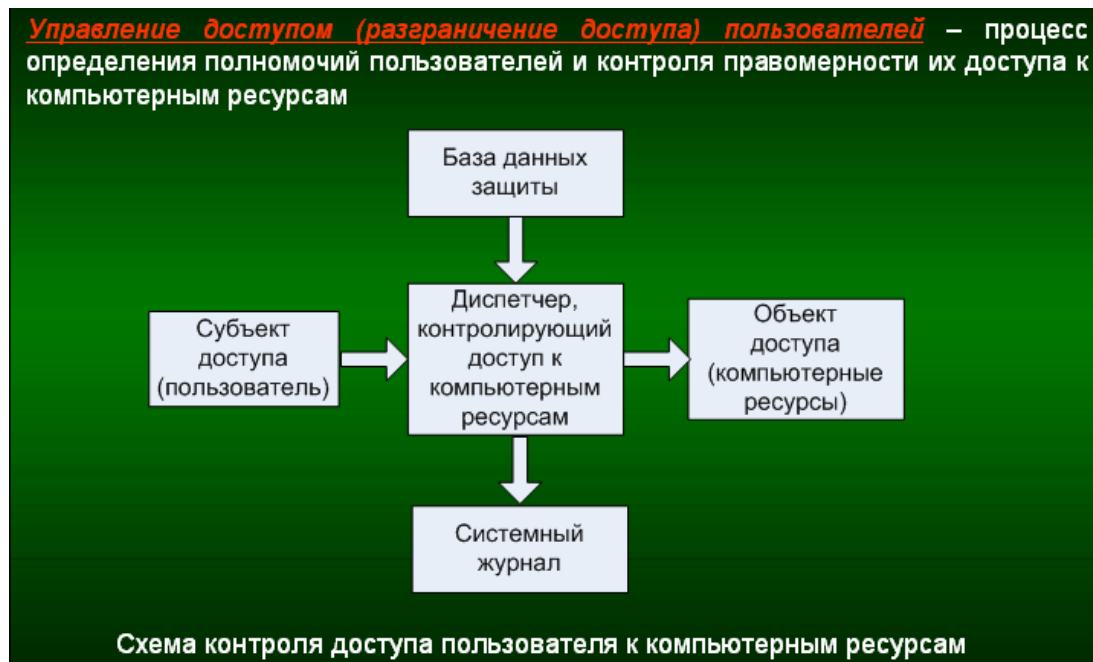 Управление доступом (разграничение доступа) пользователей – процесс
определения полномочий пользователей и контроля правомерности их доступа к
компьютерным ресурсам
База данных
защиты
Субъект
доступа
(пользователь)
Диспетчер,
контролирующий
доступ к
компьютерным
ресурсам
Объект
доступа
(компьютерные
ресурсы)
Системный
журнал
Схема контроля доступа пользователя к компьютерным ресурсам